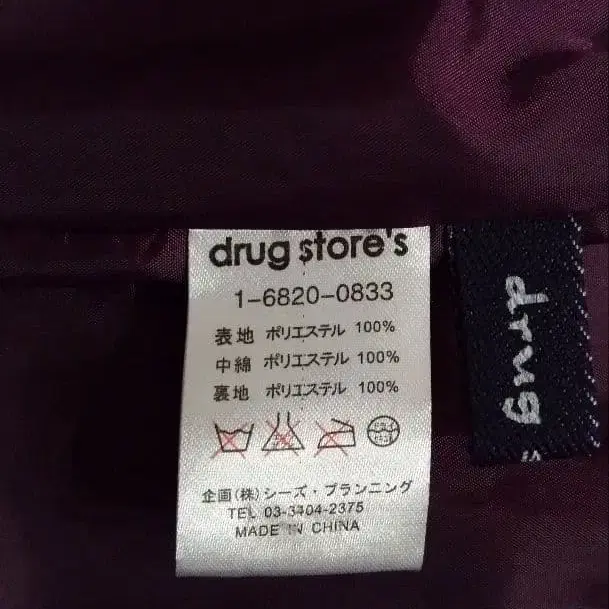 drug store's
1-6820-0833
表地 ポリエステル 100%
中綿 ポリエステル 100%
裏地 ポリエステル 100%
企画(株)シーズ・プランニング
TEL 03-3404-2375
MADE IN CHINA
drug